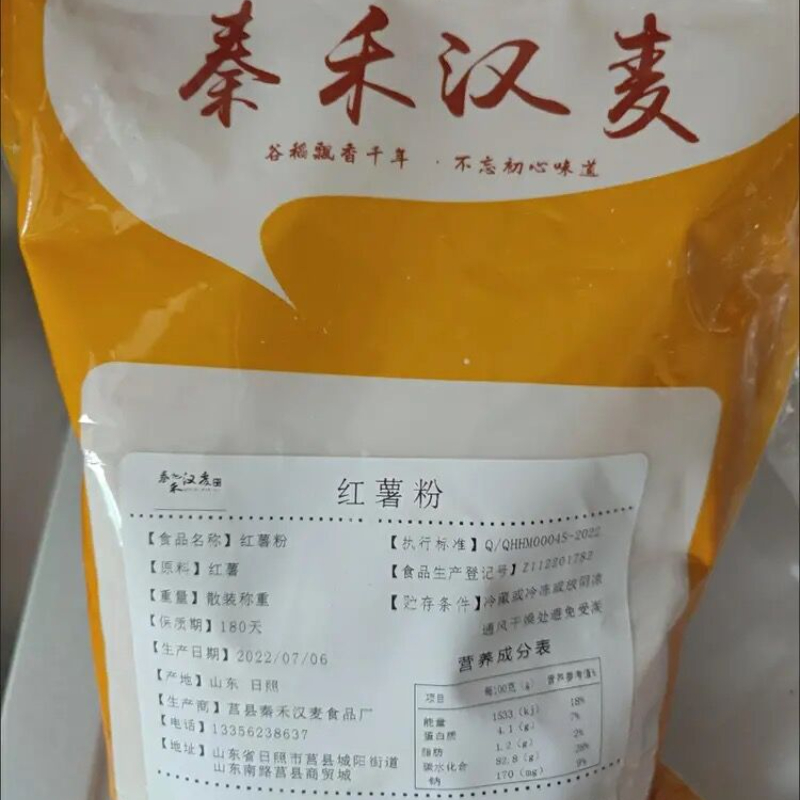 秦禾汉麦
谷稻飘香千年 · 不忘初心味道
秦禾汉麦
红薯粉
【食品名称】红薯粉
【原料】红薯
【重量】散装称重
【保质期】180天
【生产日期】2022/07/06
【产地】山东 日照
【生产商】莒县秦禾汉麦食品厂
【电话】13356238637
【地址】山东省日照市莒县城阳街道
山东南路莒县商贸城
【执行标准】Q/QHHM0004S-2022
【食品生产登记号】Z112201782
【贮存条件】冷藏或冷冻或放阴凉
通风干燥处避免受潮
营养成分表
项目 每100克(g) 营养参考值%
能量 1533(kj) 18%
蛋白质 4.1(g) 7%
脂肪 1.2(g) 2%
碳水化合 82.8(g) 28%
钠 170(mg) 9%